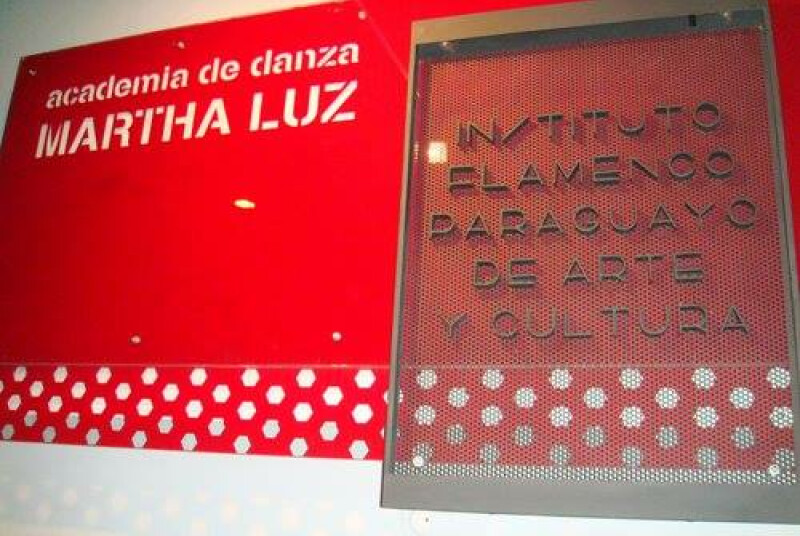 academia de danza
MARTHA LUZ
INSTITUTO
FLAMENCO
PARAGUAYO
DE ARTE
Y CULTURA